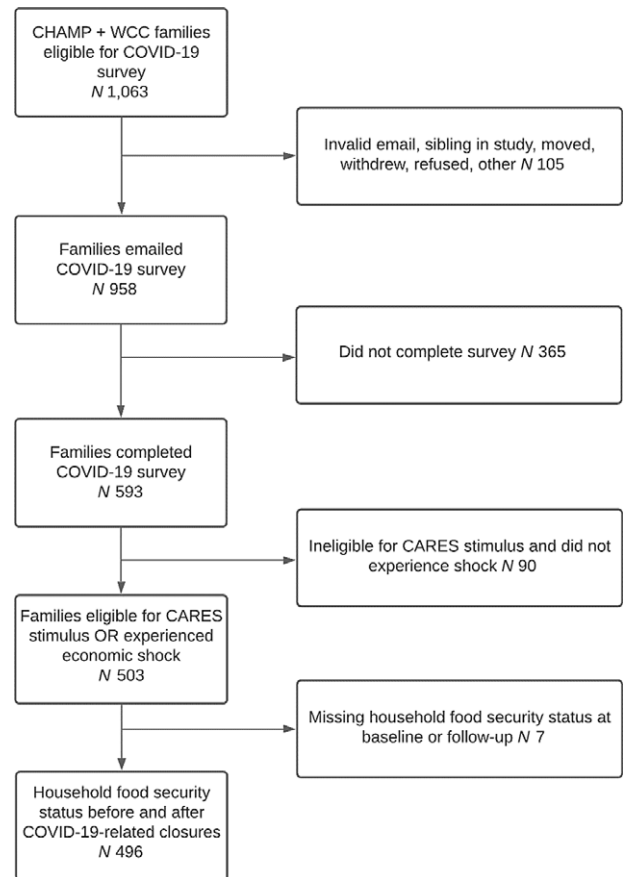 CHAMP + WCC families
eligible for COVID-19
survey
N 1,063
Invalid email, sibling in study, moved,
withdrew, refused, other N 105
Families emailed
COVID-19 survey
N 958
Did not complete survey N 365
Families completed
COVID-19 survey
N 593
Ineligible for CARES stimulus and did not
experience shock N 90
Families eligible for CARES
stimulus OR experienced
economic shock
N 503
Missing household food security status at
baseline or follow-up N 7
Household food security
status before and after
COVID-19-related closures
N 496